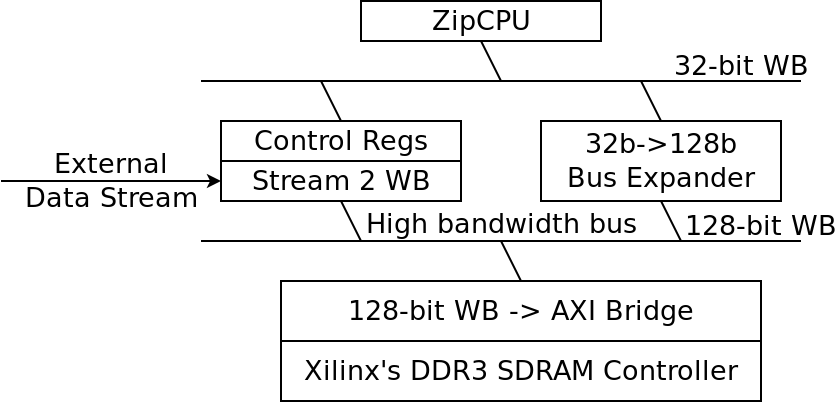 ZipCPU
32-bit WB
Control Regs
Stream 2 WB
32b->128b
Bus Expander
External
Data Stream
High bandwidth bus
128-bit WB
128-bit WB -> AXI Bridge
Xilinx's DDR3 SDRAM Controller